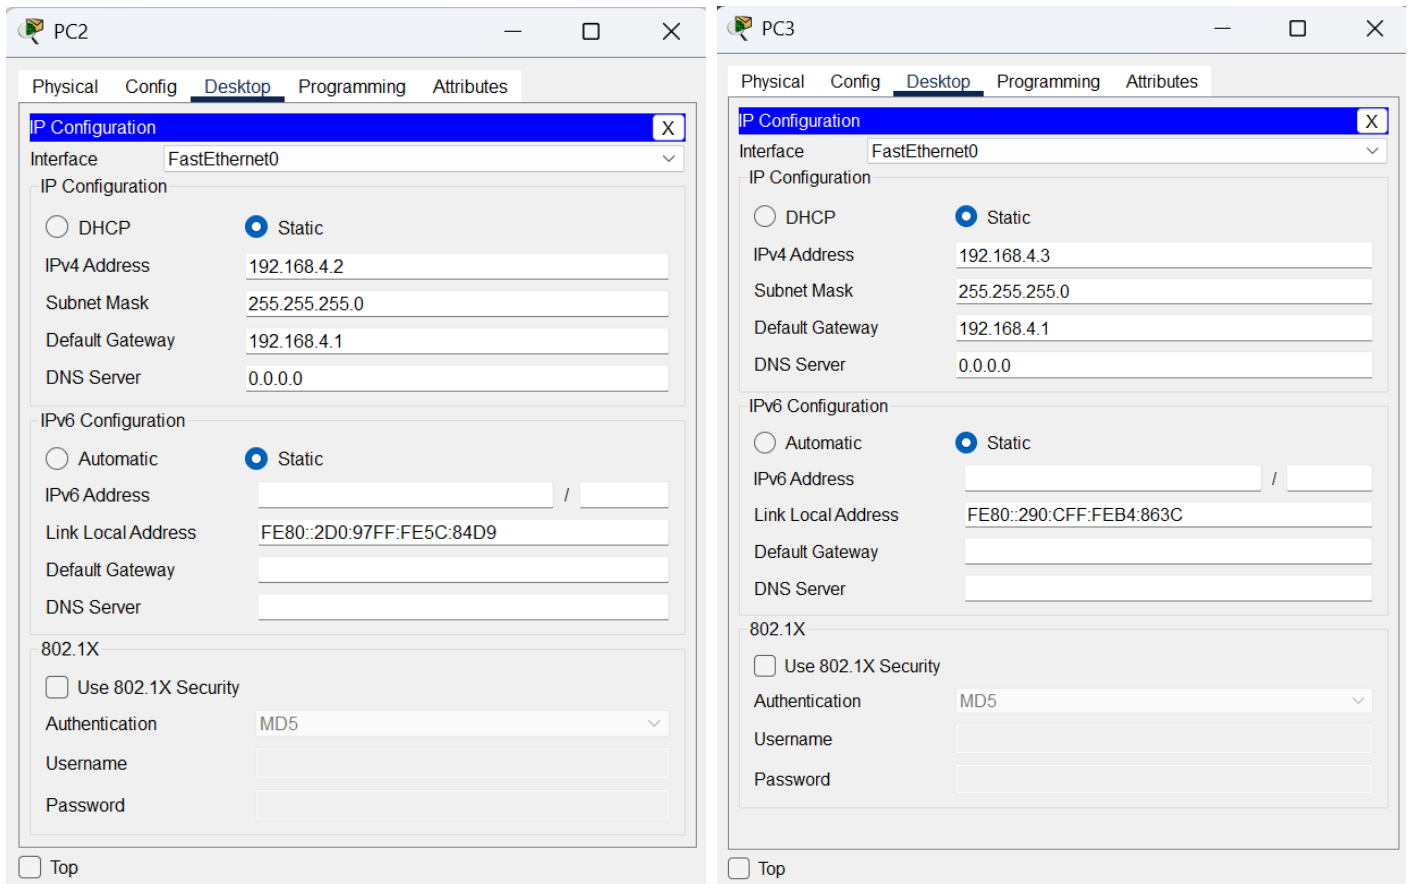 PC2
Physical Config Desktop Programming Attributes
IP Configuration X
Interface FastEthernet0
IP Configuration
DHCP Static
IPv4 Address 192.168.4.2
Subnet Mask 255.255.255.0
Default Gateway 192.168.4.1
DNS Server 0.0.0.0
IPv6 Configuration
Automatic Static
IPv6 Address /
Link Local Address FE80::2D0:97FF:FE5C:84D9
Default Gateway
DNS Server
802.1X
Use 802.1X Security
Authentication MD5
Username
Password
Top
PC3
Physical Config Desktop Programming Attributes
IP Configuration X
Interface FastEthernet0
IP Configuration
DHCP Static
IPv4 Address 192.168.4.3
Subnet Mask 255.255.255.0
Default Gateway 192.168.4.1
DNS Server 0.0.0.0
IPv6 Configuration
Automatic Static
IPv6 Address /
Link Local Address FE80::290:CFF:FEB4:863C
Default Gateway
DNS Server
802.1X
Use 802.1X Security
Authentication MD5
Username
Password
Top